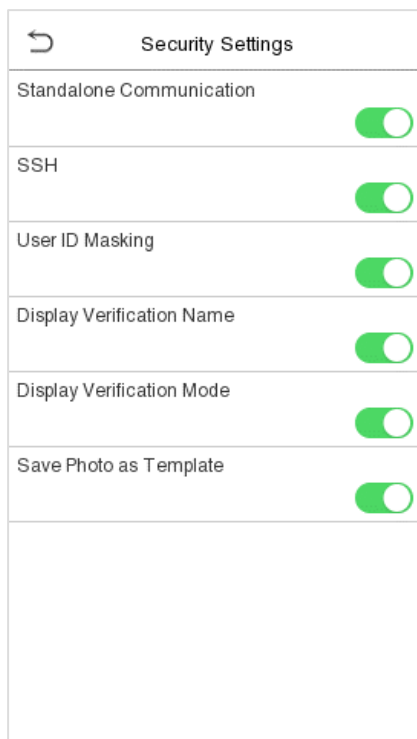 Security Settings
Standalone Communication
SSH
User ID Masking
Display Verification Name
Display Verification Mode
Save Photo as Template